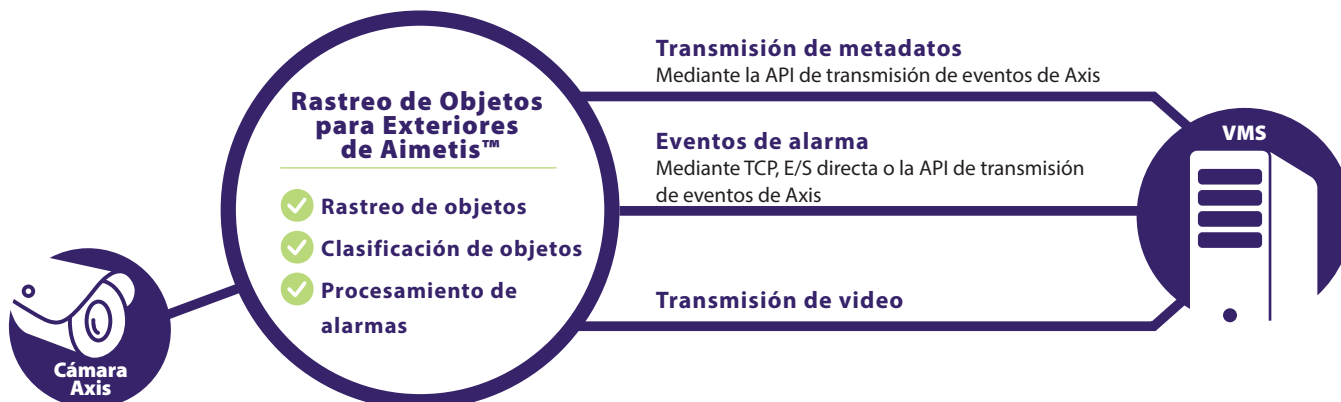 Rastreo de Objetos
para Exteriores
de Aimetis™
Rastreo de objetos
Clasificación de objetos
Procesamiento de
alarmas
Cámara
Axis
Transmisión de metadatos
Mediante la API de transmisión de eventos de Axis
Eventos de alarma
Mediante TCP, E/S directa o la API de transmisión
de eventos de Axis
Transmisión de video
VMS